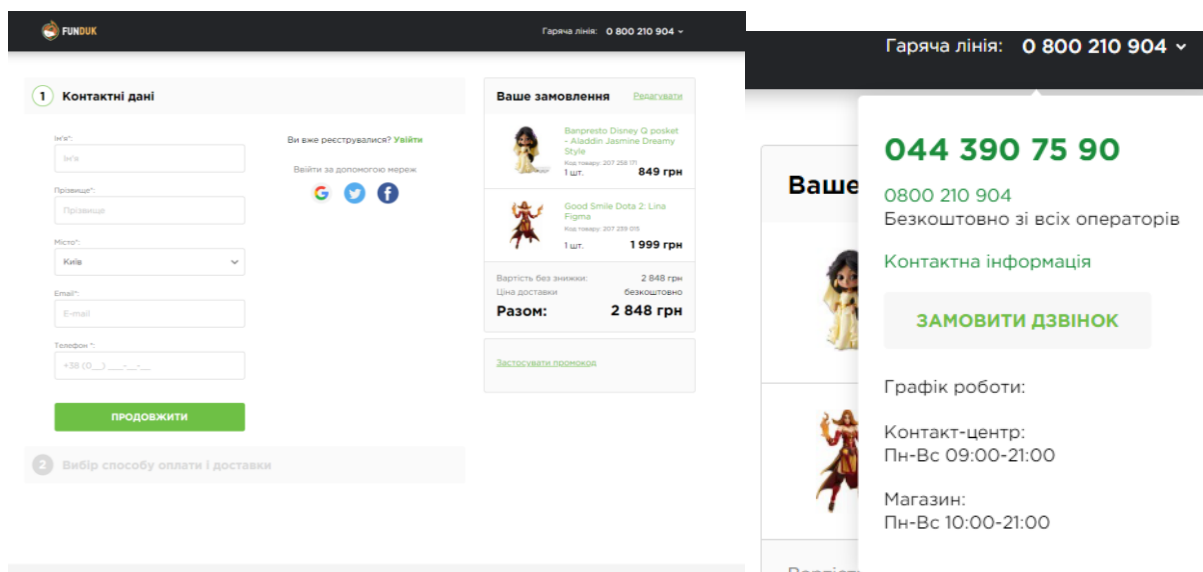 FUNDUK
Гаряча лінія: 0 800 210 904
1 Контактні дані
Ім'я*:
Ім'я
Прізвище*:
Прізвище
Місто*:
Київ
Email*:
E-mail
Телефон *:
+38 (0__) ___-__-__
ПРОДОВЖИТИ
Ви вже реєструвалися? Увійти
Ввійти за допомогою мереж
2 Вибір способу оплати і доставки
Ваше замовлення Редагувати
Banpresto Disney Q posket
- Aladdin Jasmine Dreamy
Style
Код товару: 207 258 171
1 шт. 849 грн
Good Smile Dota 2: Lina
Figma
Код товару: 207 259 015
1 шт. 1 999 грн
Вартість без знижки: 2 848 грн
Ціна доставки безкоштовно
Разом: 2 848 грн
Застосувати промокод
Гаряча лінія: 0 800 210 904
Ваше
044 390 75 90
0800 210 904
Безкоштовно зі всіх операторів
Контактна інформація
ЗАМОВИТИ ДЗВІНОК
Графік роботи:
Контакт-центр:
Пн-Вс 09:00-21:00
Магазин:
Пн-Вс 10:00-21:00